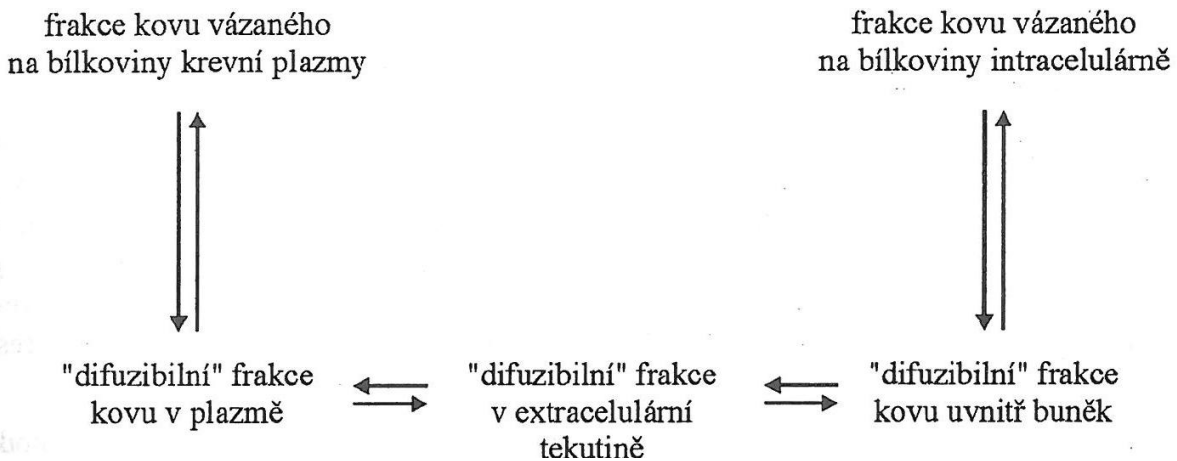 frakce kovu vázaného
na bílkoviny krevní plazmy
frakce kovu vázaného
na bílkoviny intracelulárně
"difuzibilní" frakce
kovu v plazmě
"difuzibilní" frakce
v extracelulární
tekutině
"difuzibilní" frakce
kovu uvnitř buněk